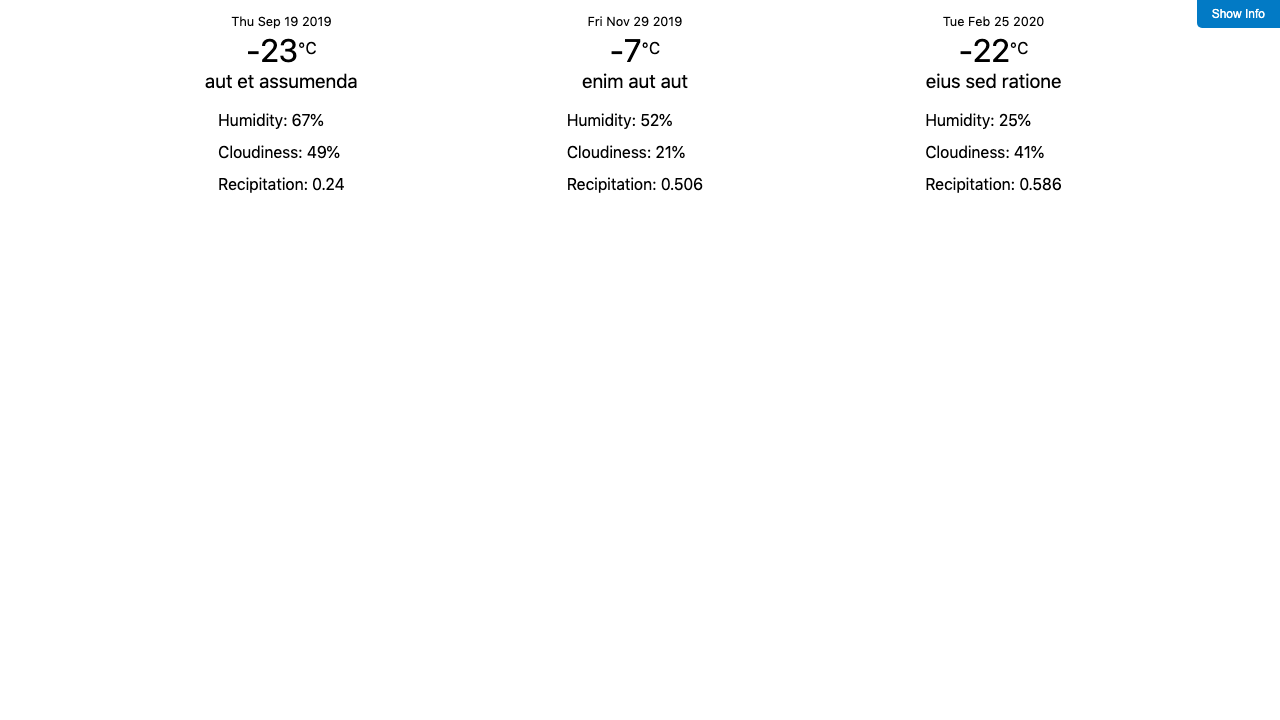 Thu Sep 19 2019
-23°C
aut et assumenda
Humidity: 67%
Cloudiness: 49%
Recipitation: 0.24
Fri Nov 29 2019
-7°C
enim aut aut
Humidity: 52%
Cloudiness: 21%
Recipitation: 0.506
Tue Feb 25 2020
-22°C
eius sed ratione
Humidity: 25%
Cloudiness: 41%
Recipitation: 0.586
Show Info